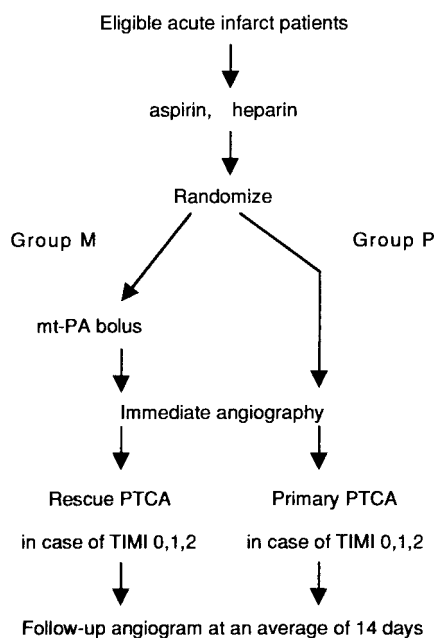 Eligible acute infarct patients
aspirin, heparin
Randomize
Group M
Group P
mt-PA bolus
Immediate angiography
Rescue PTCA
Primary PTCA
in case of TIMI 0,1,2
in case of TIMI 0,1,2
Follow-up angiogram at an average of 14 days